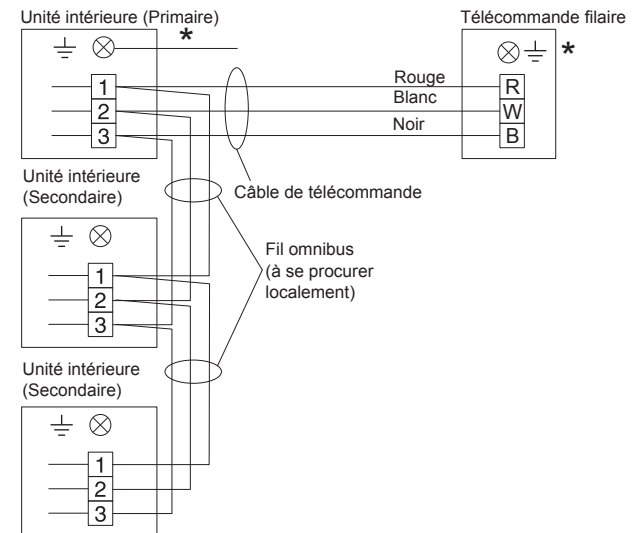 Unité intérieure (Primaire)
Télécommande filaire
*
*
1
2
3
Rouge
Blanc
Noir
R
W
B
Unité intérieure
(Secondaire)
Câble de télécommande
Fil omnibus
(à se procurer
localement)
1
2
3
Unité intérieure
(Secondaire)
1
2
3